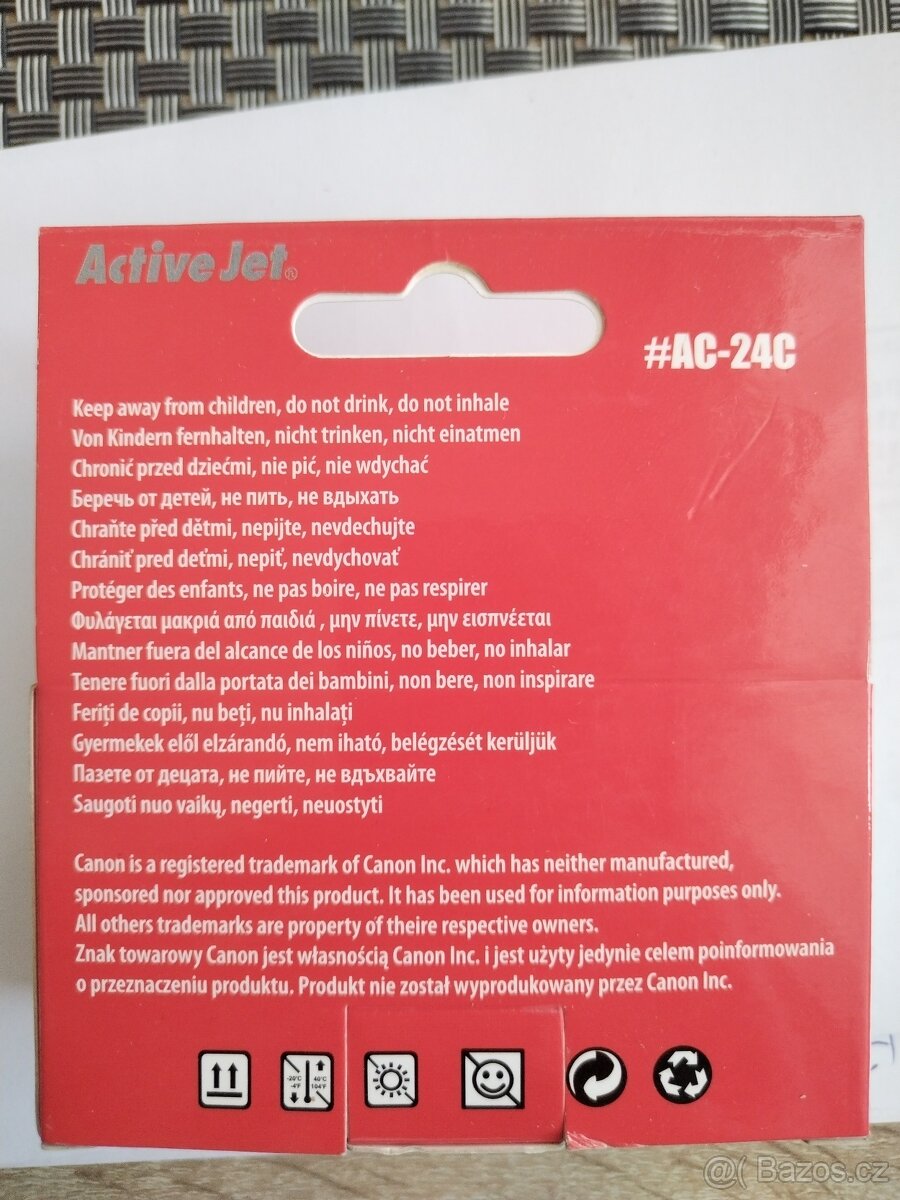 ActiveJet®
#AC-24C
Keep away from children, do not drink, do not inhale
Von Kindern fernhalten, nicht trinken, nicht einatmen
Chronić przed dziećmi, nie pić, nie wdychać
Беречь от детей, не пить, не вдыхать
Chraňte před dětmi, nepijte, nevdechujte
Chrániť pred deťmi, nepiť, nevdychovať
Protéger des enfants, ne pas boire, ne pas respirer
Φυλάγεται μακριά από παιδιά , μην πίνετε, μην εισπνέεται
Mantner fuera del alcance de los niños, no beber, no inhalar
Tenere fuori dalla portata dei bambini, non bere, non inspirare
Feriți de copii, nu beți, nu inhalați
Gyermekek elől elzárandó, nem iható, belégzését kerüljük
Пазете от децата, не пийте, не вдъхвайте
Saugoti nuo vaikų, negerti, neuostyti
Canon is a registered trademark of Canon Inc. which has neither manufactured,
sponsored nor approved this product. It has been used for information purposes only.
All others trademarks are property of theire respective owners.
Znak towarowy Canon jest własnością Canon Inc. i jest użyty jedynie celem poinformowania
o przeznaczeniu produktu. Produkt nie został wyprodukowany przez Canon Inc.
-20°C 40°C
-4°F 104°F
@( Bazos.cz